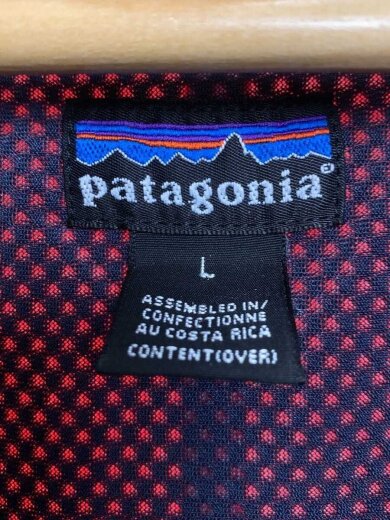 patagonia®
L
ASSEMBLED IN/
CONFECTIONNE
AU COSTA RICA
CONTENT(OVER)